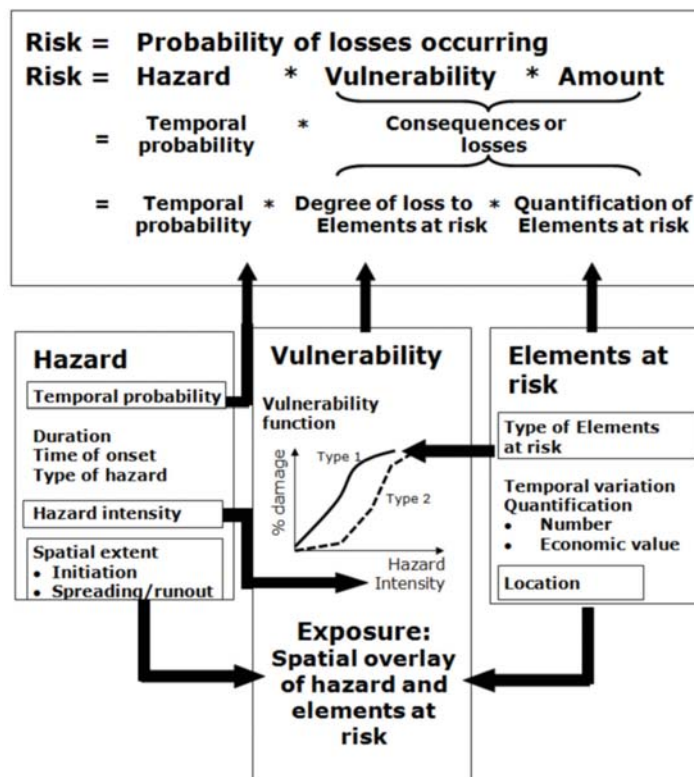 Risk = Probability of losses occurring
Risk = Hazard * Vulnerability * Amount
= Temporal probability * Consequences or losses
= Temporal probability * Degree of loss to Elements at risk * Quantification of Elements at risk
Hazard
Temporal probability
Duration
Time of onset
Type of hazard
Hazard intensity
Spatial extent
• Initiation
• Spreading/runout
Vulnerability
Vulnerability
function
% damage
Type 1
Type 2
Hazard
Intensity
Exposure:
Spatial overlay
of hazard and
elements at
risk
Elements at
risk
Type of Elements
at risk
Temporal variation
Quantification
• Number
• Economic value
Location